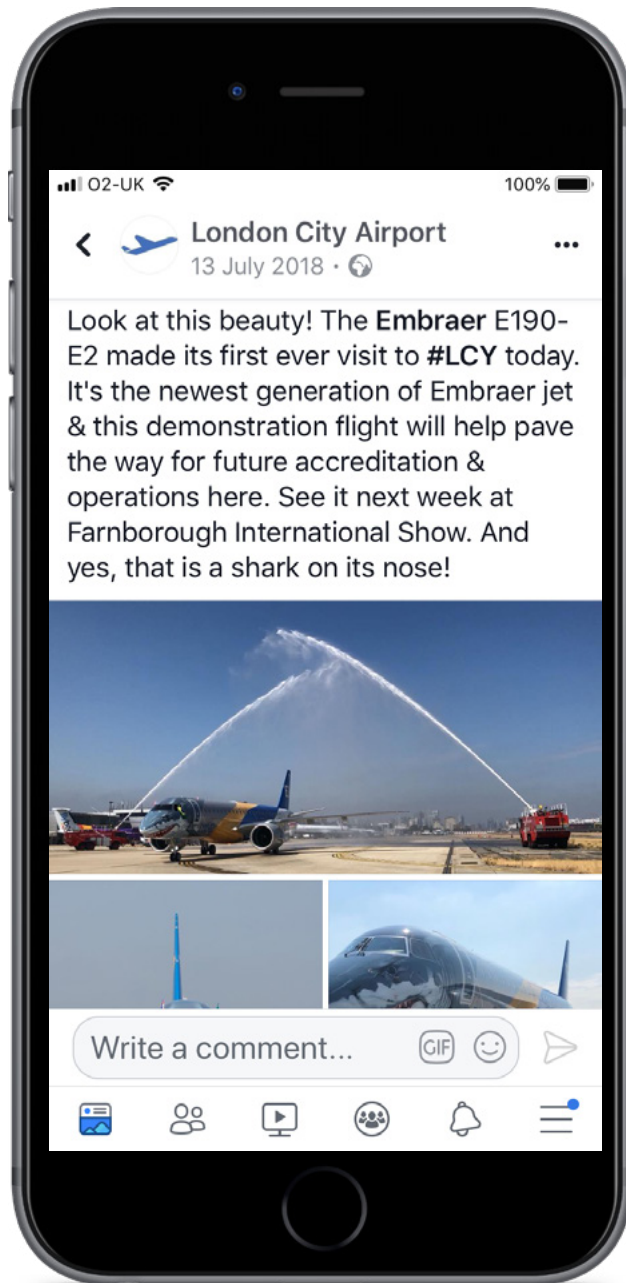 O2-UK
100%
London City Airport
13 July 2018 ·
Look at this beauty! The Embraer E190-
E2 made its first ever visit to #LCY today.
It's the newest generation of Embraer jet
& this demonstration flight will help pave
the way for future accreditation &
operations here. See it next week at
Farnborough International Show. And
yes, that is a shark on its nose!
Write a comment...
GIF